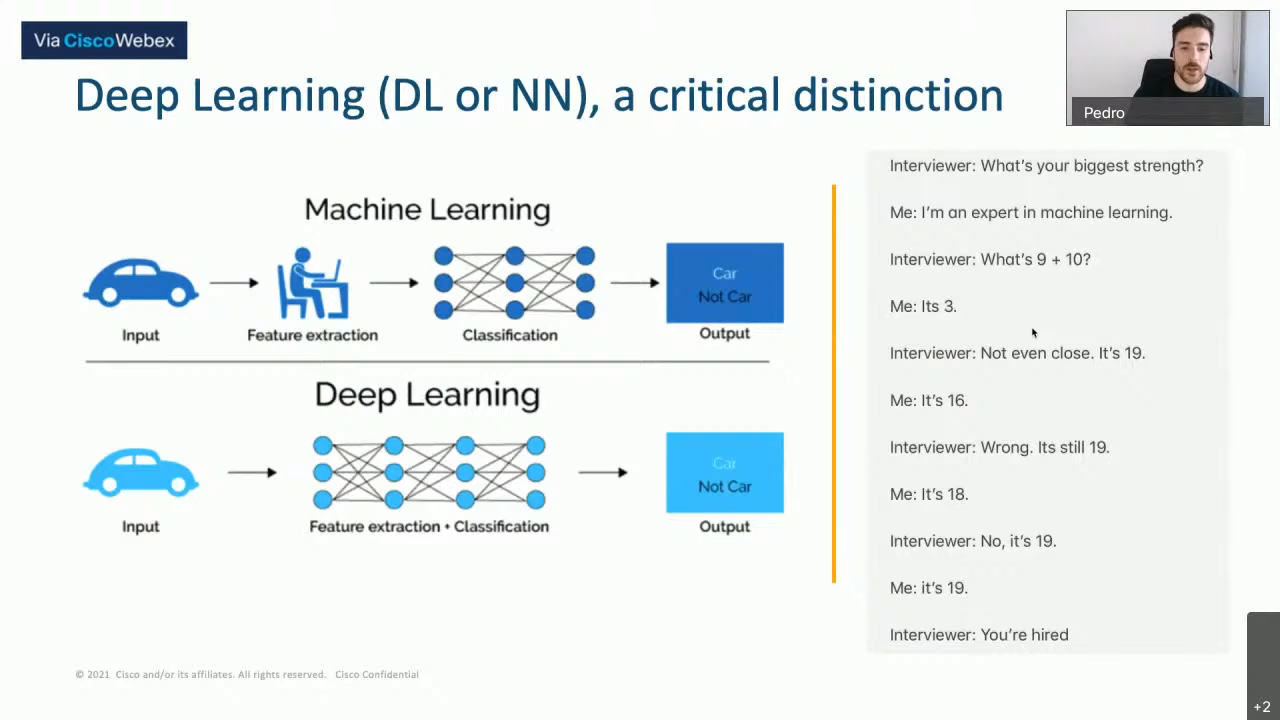 Via CiscoWebex
Deep Learning (DL or NN), a critical distinction
Pedro
Machine Learning
Input
Feature extraction
Classification
Car
Not Car
Output
Deep Learning
Input
Feature extraction + Classification
Car
Not Car
Output
Interviewer: What's your biggest strength?
Me: I'm an expert in machine learning.
Interviewer: What's 9 + 10?
Me: Its 3.
Interviewer: Not even close. It's 19.
Me: It's 16.
Interviewer: Wrong. Its still 19.
Me: It's 18.
Interviewer: No, it's 19.
Me: it's 19.
Interviewer: You're hired
© 2021 Cisco and/or its affiliates. All rights reserved. Cisco Confidential
+2